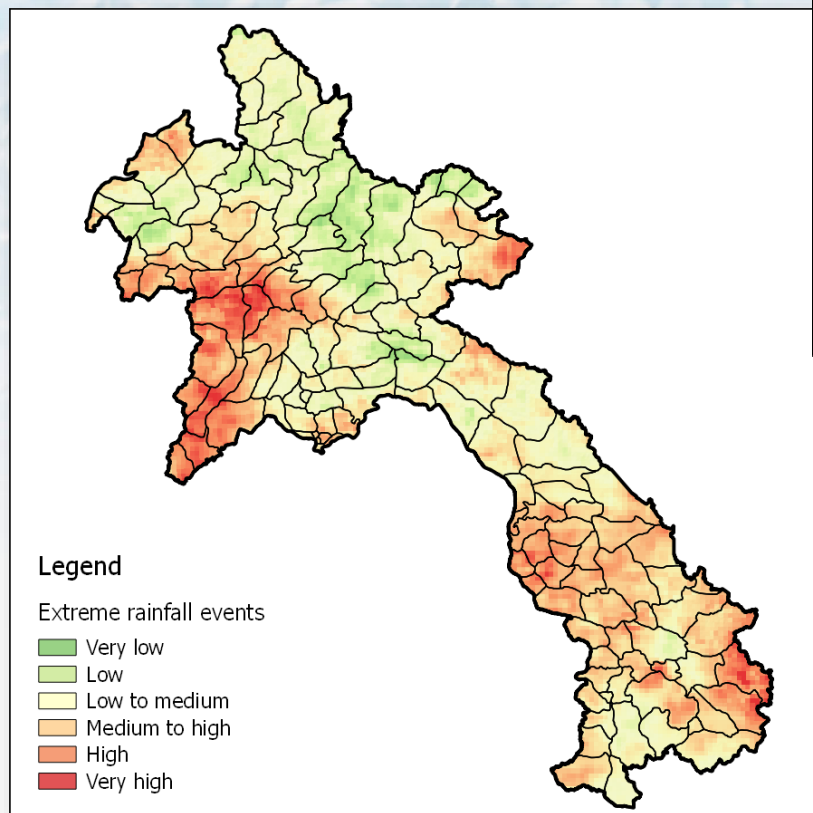 Legend
Extreme rainfall events
Very low
Low
Low to medium
Medium to high
High
Very high